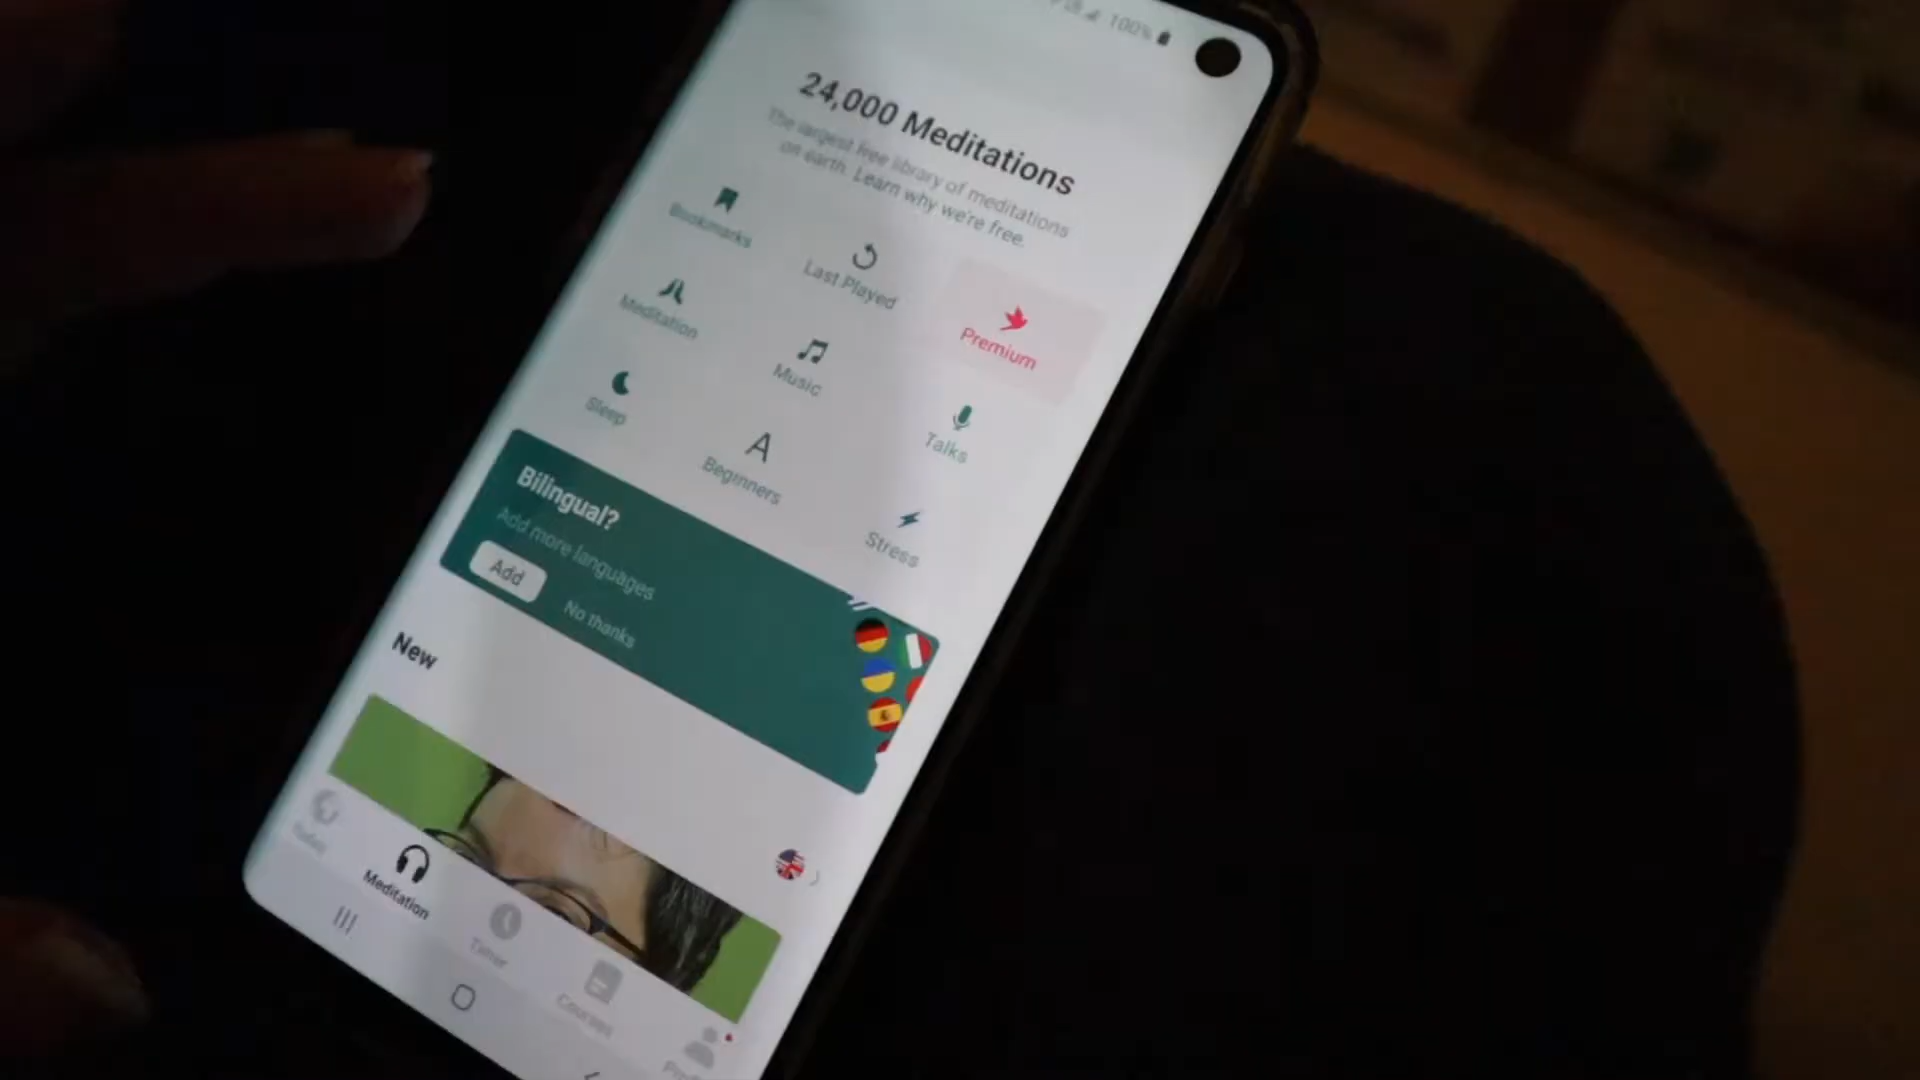 100%
24,000 Meditations
The largest free library of meditations
on earth. Learn why we're free.
Bookmarks
Last Played
Premium
Meditation
Music
Talks
Sleep
Beginners
Stress
Bilingual?
Add more languages
Add
No thanks
New
Meditation
Timer
Courses